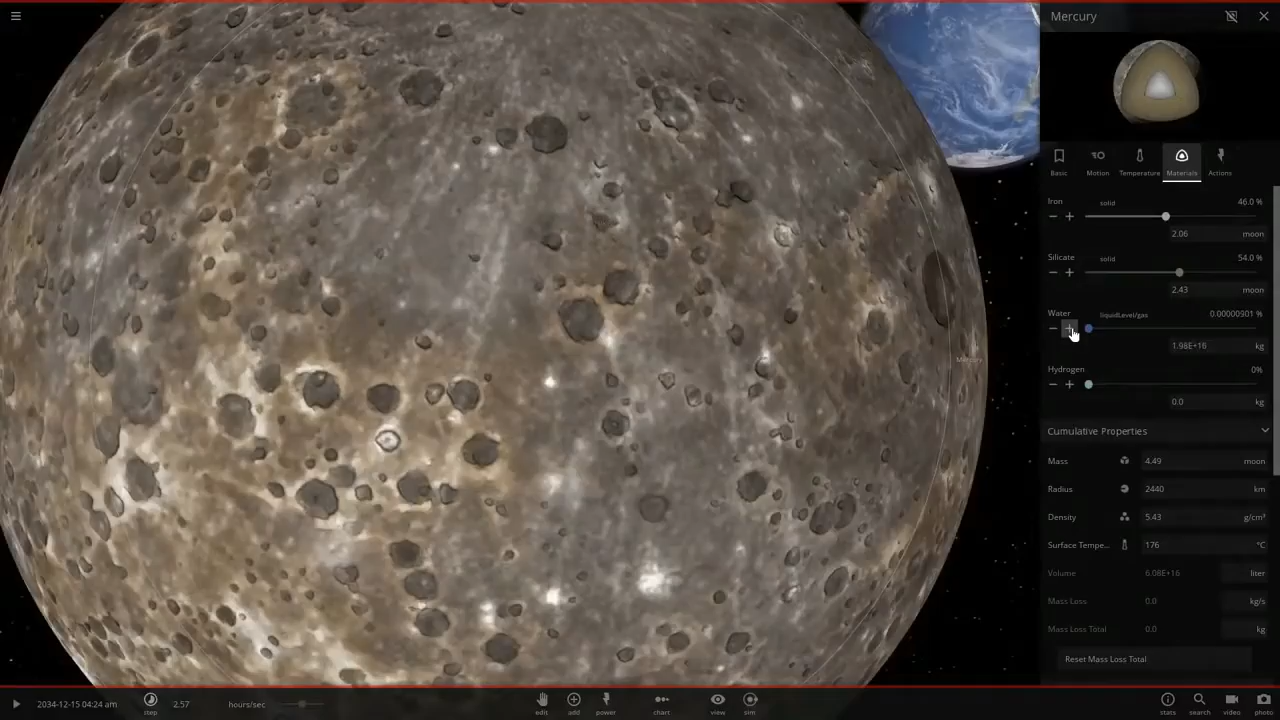 Mercury
Basic Motion Temperature Materials Actions
Iron solid 46.0 %
2.06 moon
Silicate solid 54.0 %
2.43 moon
Water liquidLevel/gas 0.00000901 %
1.98E+16 kg
Hydrogen 0%
0.0 kg
Mercury
Cumulative Properties
Mass 4.49 moon
Radius 2440 km
Density 5.43 g/cm³
Surface Tempe... 176 °C
Volume 6.08E+16 liter
Mass Loss 0.0 kg/s
Mass Loss Total 0.0 kg
Reset Mass Loss Total
2034-12-15 04:24 am step 2.57 hours/sec edit add power chart view sim stats search video photo